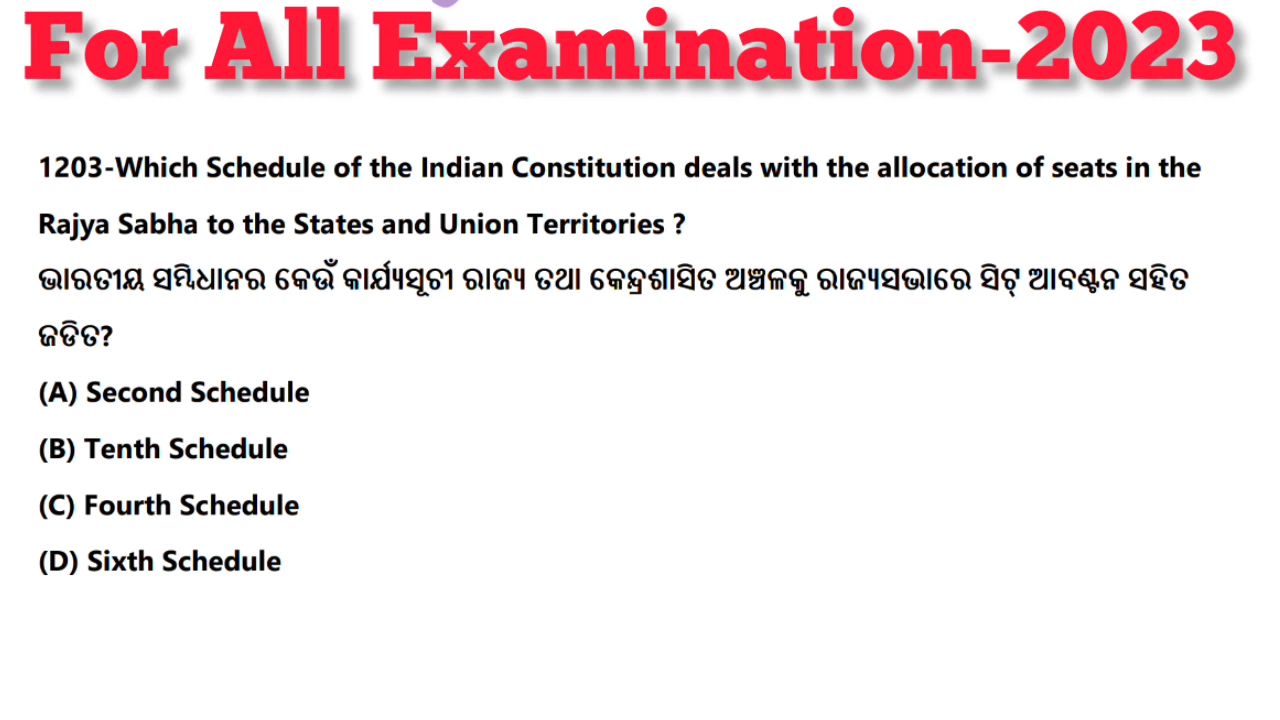 For All Examination-2023
1203-Which Schedule of the Indian Constitution deals with the allocation of seats in the
Rajya Sabha to the States and Union Territories ?
ଭାରତୀୟ ସମ୍ବିଧାନର କେଉଁ କାର୍ଯ୍ୟସୂଚୀ ରାଜ୍ୟ ତଥା କେନ୍ଦ୍ରଶାସିତ ଅଞ୍ଚଳକୁ ରାଜ୍ୟସଭାରେ ସିଟ୍ ଆବଣ୍ଟନ ସହିତ
ଜଡିତ?
(A) Second Schedule
(B) Tenth Schedule
(C) Fourth Schedule
(D) Sixth Schedule